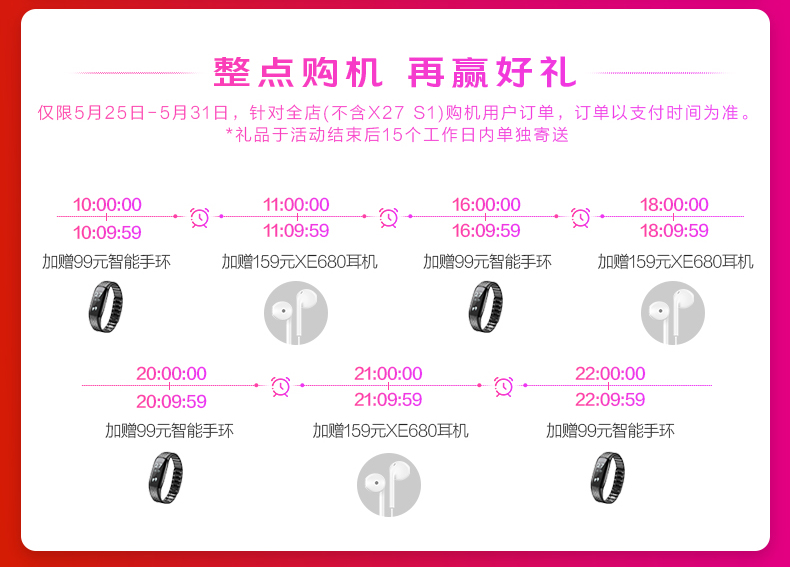 整点购机 再赢好礼
仅限5月25日-5月31日，针对全店(不含X27 S1)购机用户订单，订单以支付时间为准。
*礼品于活动结束后15个工作日内单独寄送
10:00:00 11:00:00 16:00:00 18:00:00
10:09:59 11:09:59 16:09:59 18:09:59
加赠99元智能手环 加赠159元XE680耳机 加赠99元智能手环 加赠159元XE680耳机
20:00:00 21:00:00 22:00:00
20:09:59 21:09:59 22:09:59
加赠99元智能手环 加赠159元XE680耳机 加赠99元智能手环